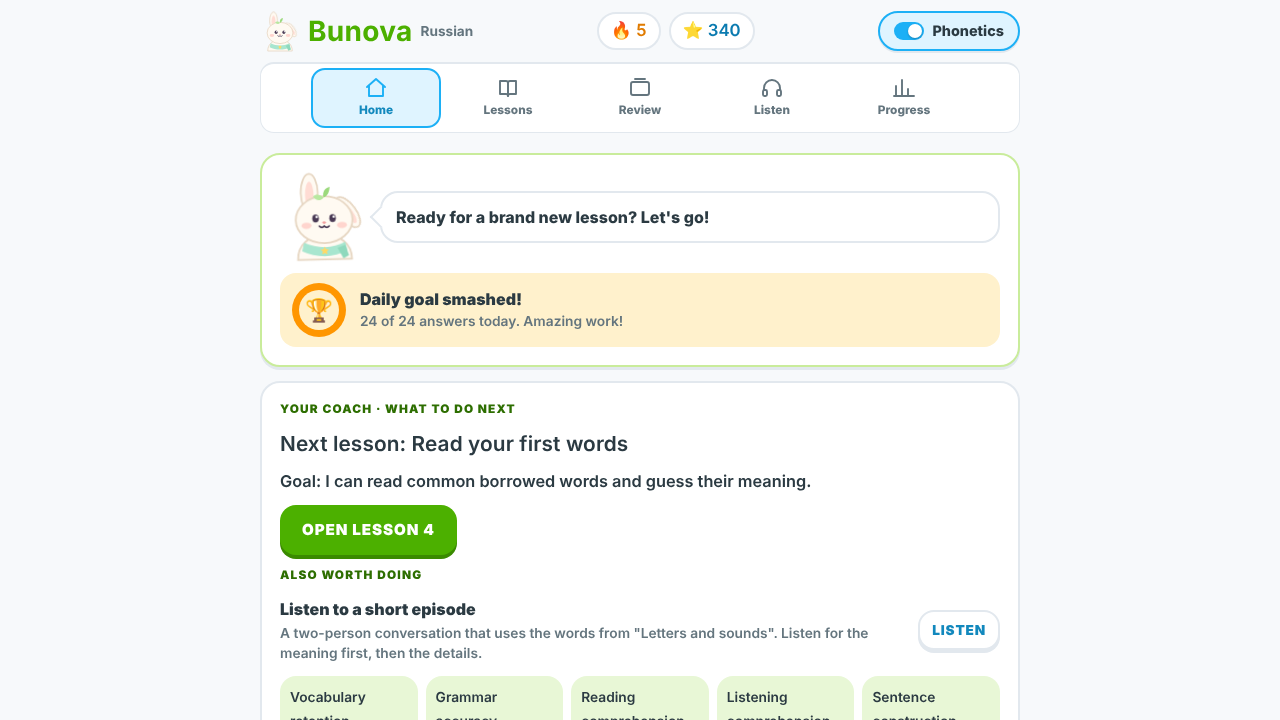 Bunova Russian
🔥 5
⭐ 340
Phonetics
Home
Lessons
Review
Listen
Progress
Ready for a brand new lesson? Let's go!
Daily goal smashed!
24 of 24 answers today. Amazing work!
YOUR COACH · WHAT TO DO NEXT
Next lesson: Read your first words
Goal: I can read common borrowed words and guess their meaning.
OPEN LESSON 4
ALSO WORTH DOING
Listen to a short episode
A two-person conversation that uses the words from "Letters and sounds". Listen for the
meaning first, then the details.
LISTEN
Vocabulary
Grammar
Reading
Listening
Sentence